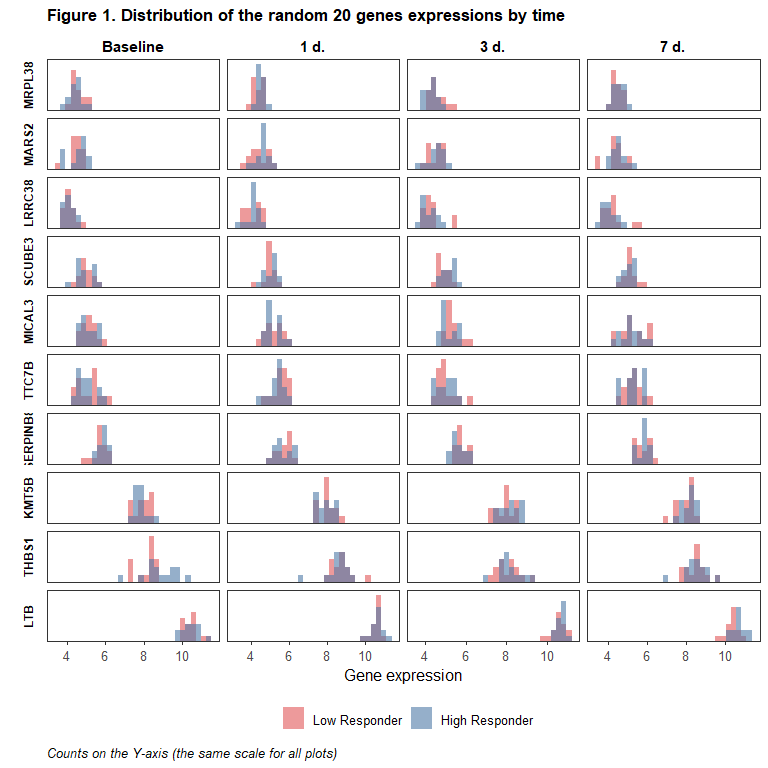 Figure 1. Distribution of the random 20 genes expressions by time
Baseline 1 d. 3 d. 7 d.
MRPL38
MARS2
LRRC38
SCUBE3
MICAL3
TTC7B
KMT5B
THBS1
LTB
4 6 8 10 4 6 8 10 4 6 8 10 4 6 8 10
Gene expression
Low Responder High Responder
Counts on the Y-axis (the same scale for all plots)